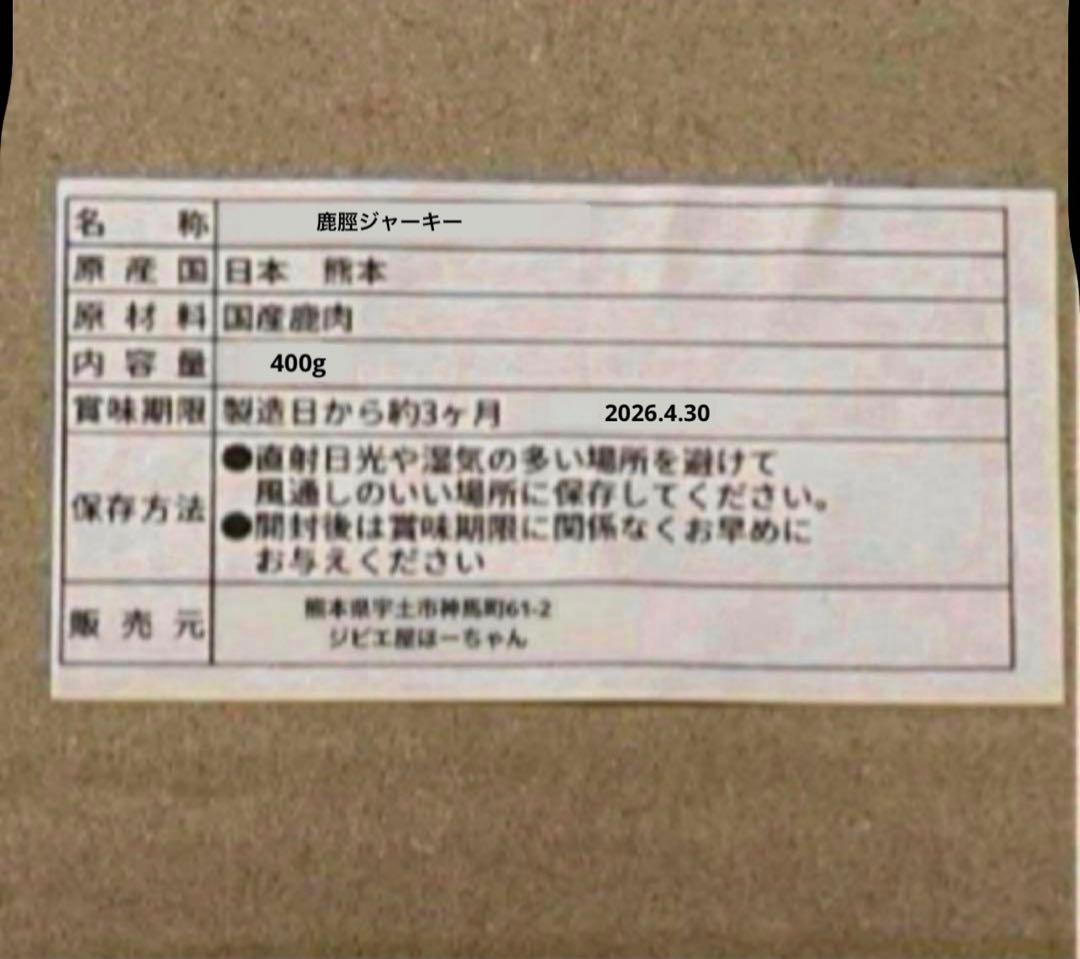 名称 鹿脛ジャーキー
原産国 日本 熊本
原材料 国産鹿肉
内容量 400g
賞味期限 製造日から約3ヶ月 2026.4.30
保存方法
●直射日光や湿気の多い場所を避けて
風通しのいい場所に保存してください。
●開封後は賞味期限に関係なくお早めに
お与えください
販売元
熊本県宇土市神馬町61-2
ジビエ屋ほーちゃん